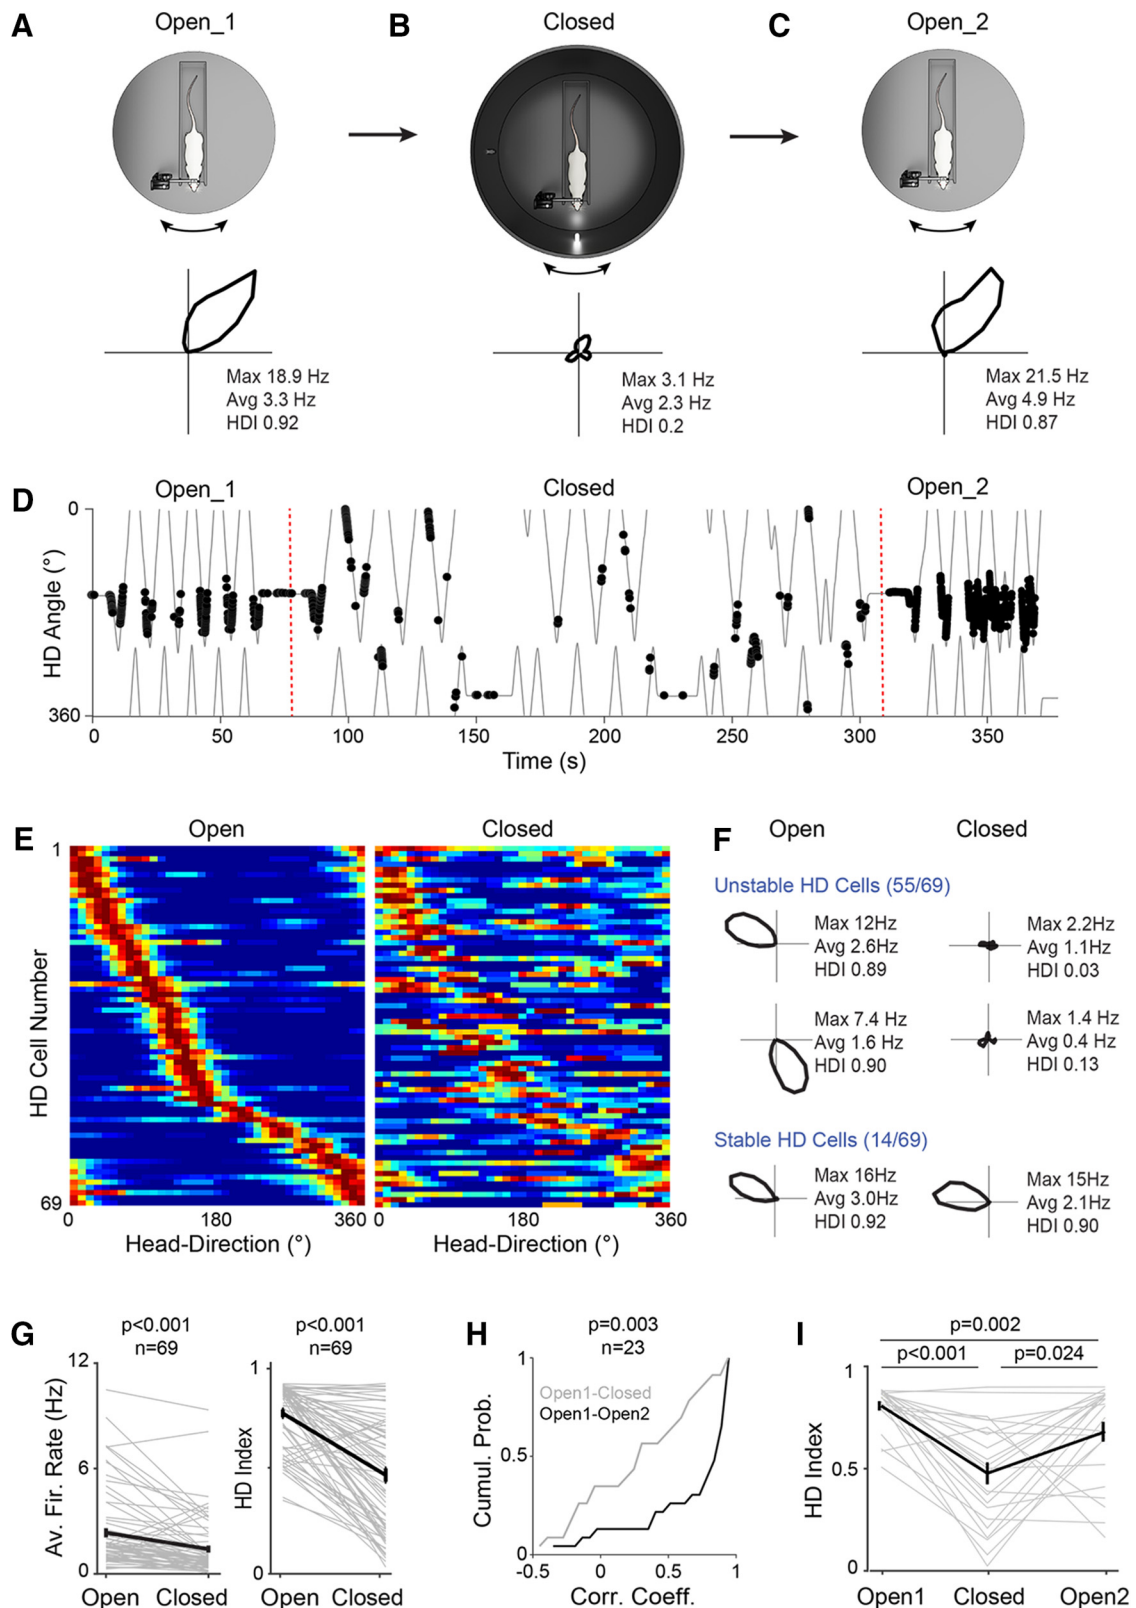 A
Open_1
B
Closed
C
Open_2
Max 18.9 Hz
Avg 3.3 Hz
HDI 0.92
Max 3.1 Hz
Avg 2.3 Hz
HDI 0.2
Max 21.5 Hz
Avg 4.9 Hz
HDI 0.87
D
Open_1
Closed
Open_2
HD Angle (°)
0
360
0 50 100 150 200 250 300 350
Time (s)
E
Open
Closed
HD Cell Number
1
69
0 180 360
0 180 360
Head-Direction (°)
Head-Direction (°)
F
Open
Closed
Unstable HD Cells (55/69)
Max 12Hz
Avg 2.6Hz
HDI 0.89
Max 2.2Hz
Avg 1.1Hz
HDI 0.03
Max 7.4 Hz
Avg 1.6 Hz
HDI 0.90
Max 1.4 Hz
Avg 0.4 Hz
HDI 0.13
Stable HD Cells (14/69)
Max 16Hz
Avg 3.0Hz
HDI 0.92
Max 15Hz
Avg 2.1Hz
HDI 0.90
G
p<0.001
n=69
Av. Fir. Rate (Hz)
12
6
0
Open Closed
p<0.001
n=69
HD Index
1
0
Open Closed
H
p=0.003
n=23
Cumul. Prob.
1
0.5
0
Open1-Closed
Open1-Open2
-0.5 0 0.5 1
Corr. Coeff.
I
p=0.002
p<0.001
p=0.024
HD Index
1
0.5
0
Open1 Closed Open2